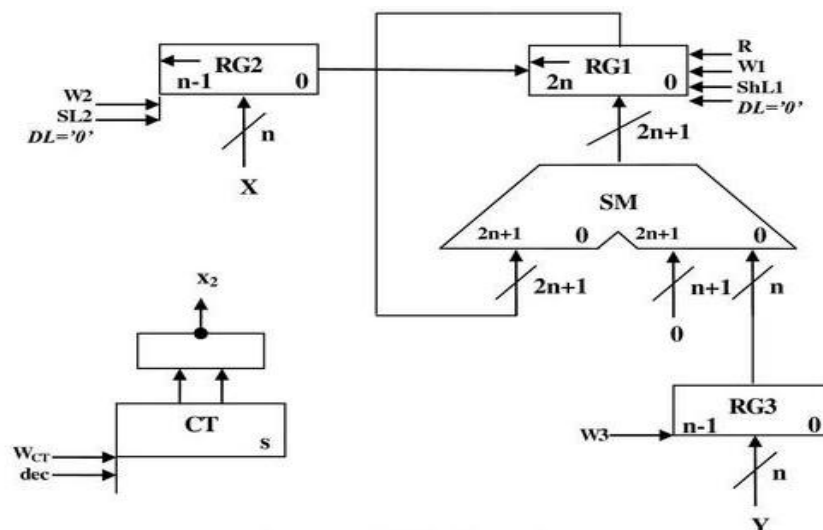 RG2
n-1 0
W2
SL2
DL='0'
n
X
RG1
2n 0
R
W1
ShL1
DL='0'
2n+1
SM
2n+1 0 2n+1 0
2n+1 n+1 n
0
x2
CT
s
WCT
dec
RG3
n-1 0
W3
n
Y